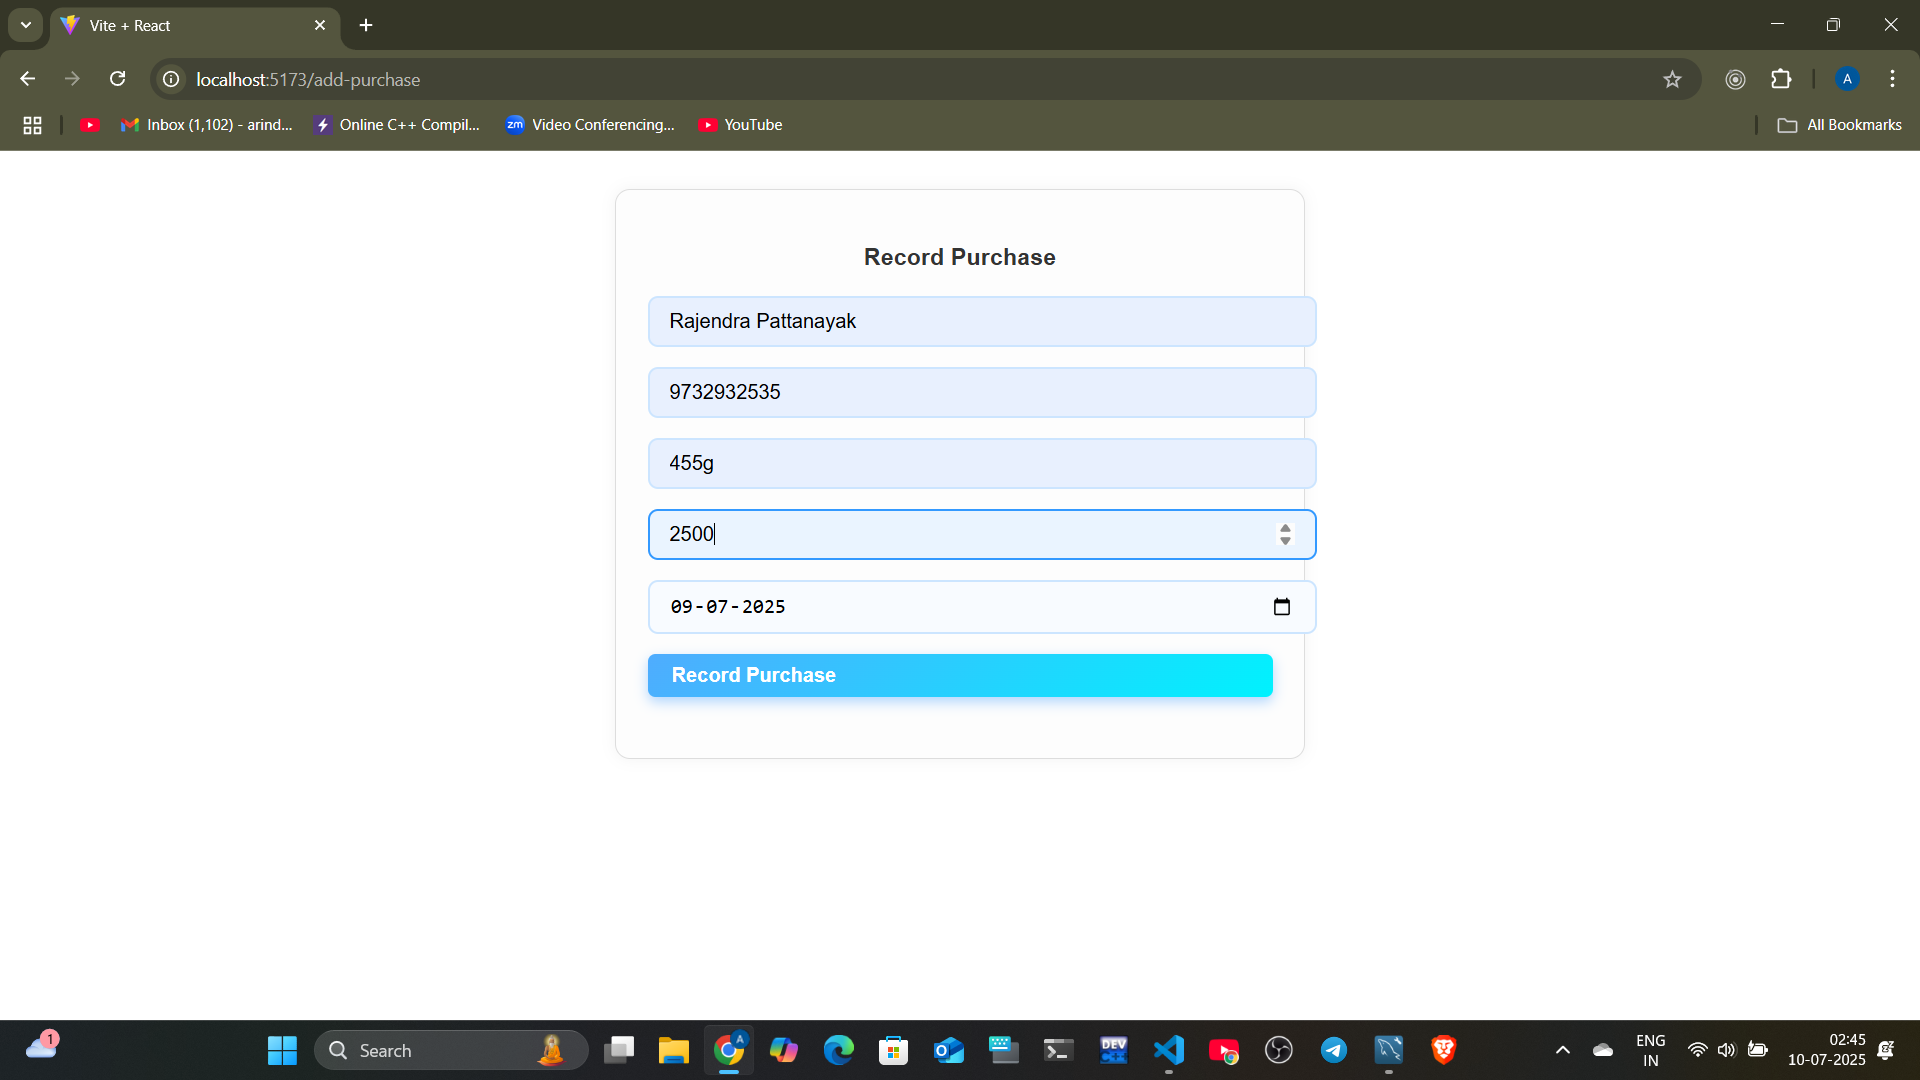 Vite + React
localhost:5173/add-purchase
A
Inbox (1,102) - arind...
Online C++ Compil...
zm
Video Conferencing...
YouTube
All Bookmarks
Record Purchase
Rajendra Pattanayak
9732932535
455g
2500
09-07-2025
Record Purchase
1
Search
A
DEV
C++
ENG
IN
02:45
10-07-2025